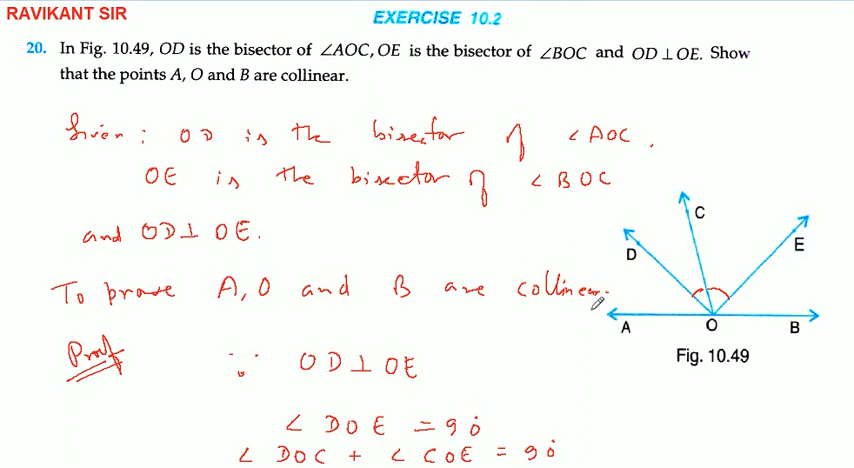 RAVIKANT SIR
EXERCISE 10.2
20. In Fig. 10.49, OD is the bisector of ∠AOC, OE is the bisector of ∠BOC and OD ⊥ OE. Show
that the points A, O and B are collinear.
Given : OD is the bisector of ∠AOC.
OE is the bisector of ∠BOC
and OD ⊥ OE.
To prove A, O and B are collinear.
Proof ∵ OD ⊥ OE
∠DOE = 90°
∠DOC + ∠COE = 90°
C
D
E
A
O
B
Fig. 10.49